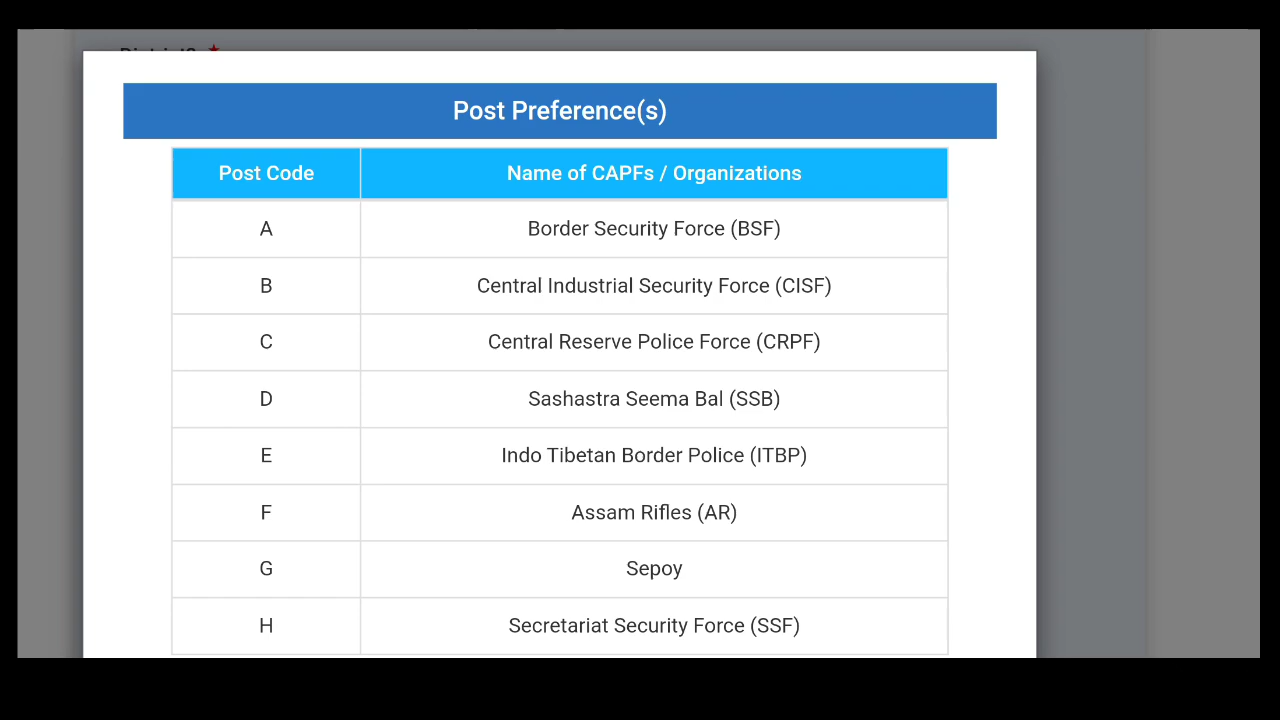 Post Preference(s)
Post Code Name of CAPFs / Organizations
A Border Security Force (BSF)
B Central Industrial Security Force (CISF)
C Central Reserve Police Force (CRPF)
D Sashastra Seema Bal (SSB)
E Indo Tibetan Border Police (ITBP)
F Assam Rifles (AR)
G Sepoy
H Secretariat Security Force (SSF)